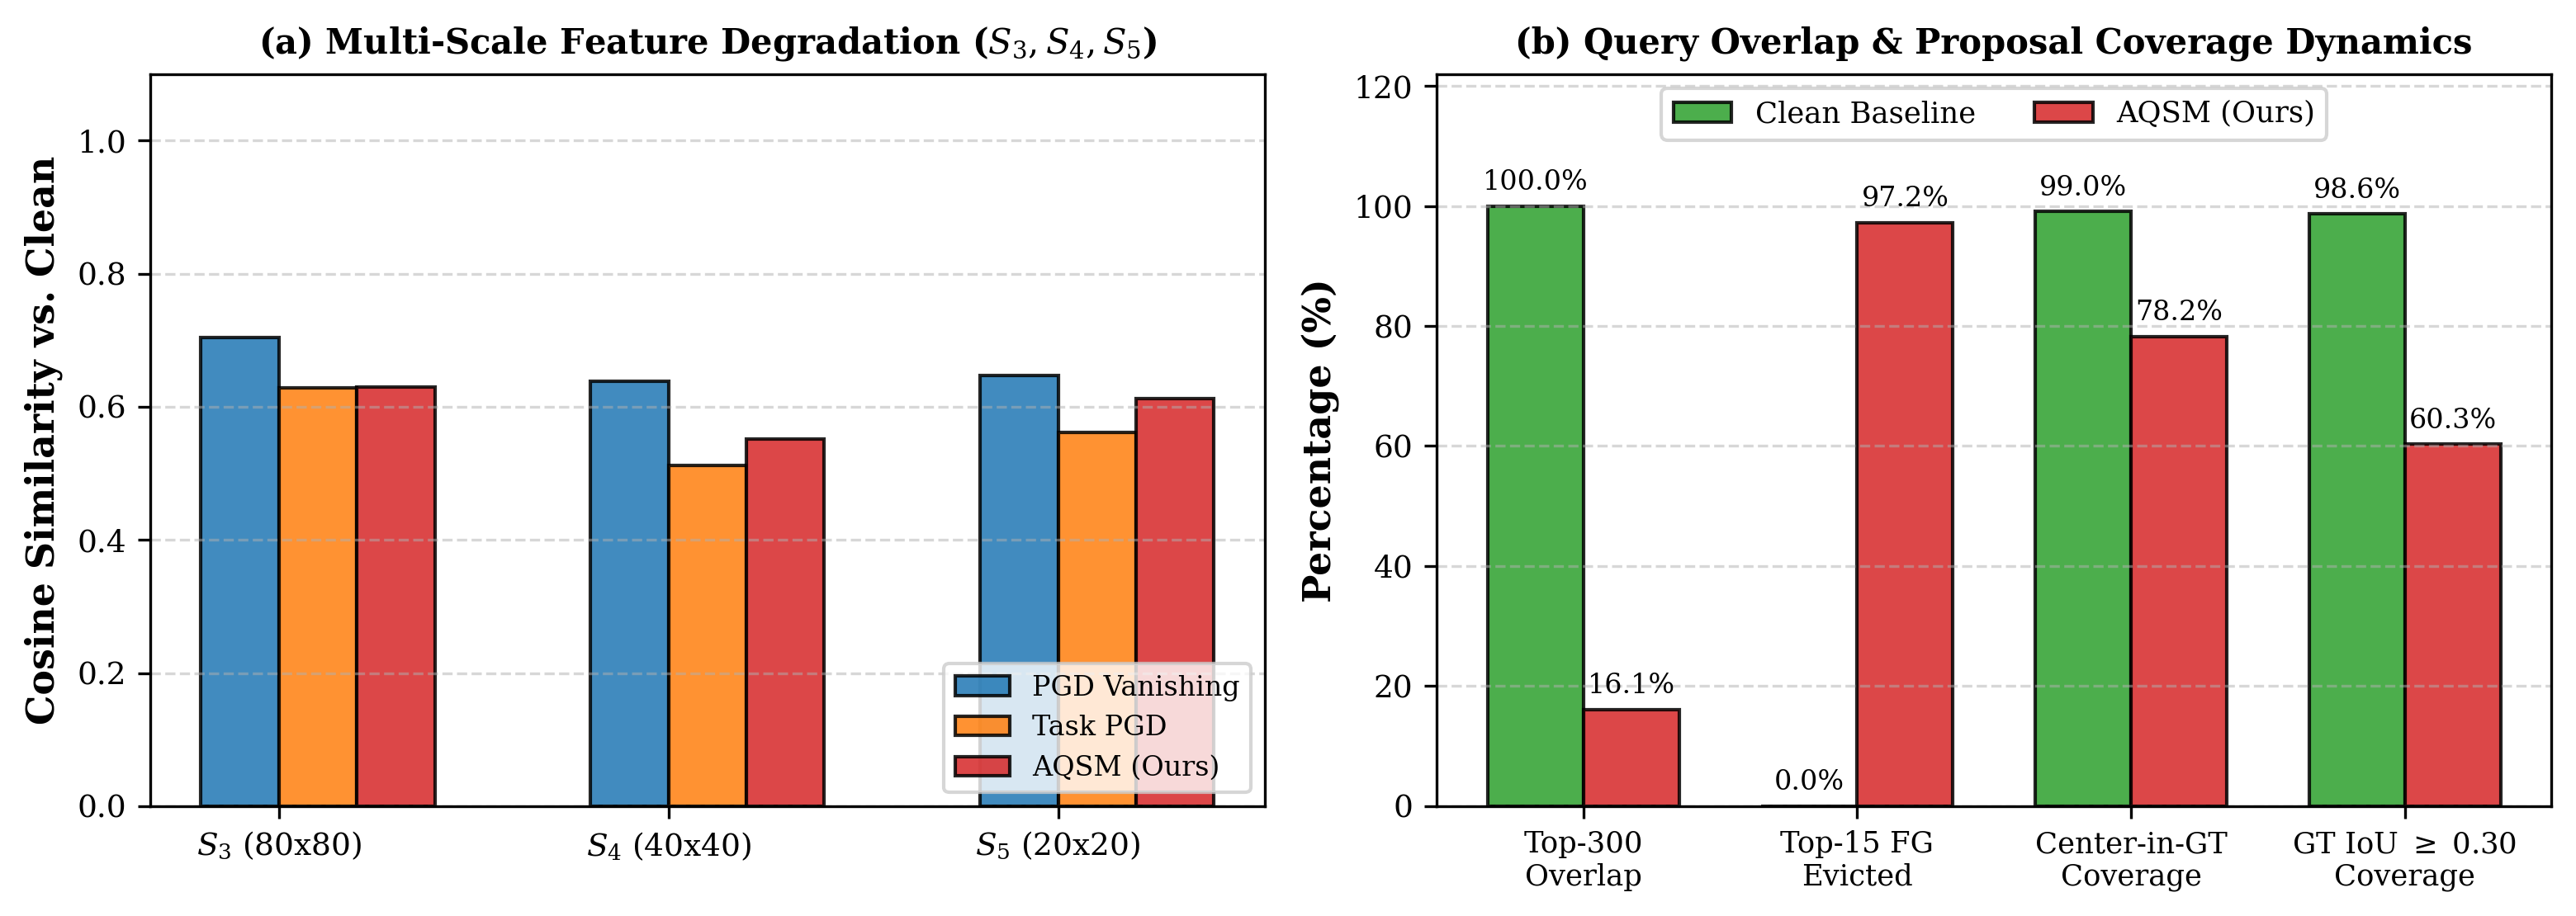 (a) Multi-Scale Feature Degradation (S₃, S₄, S₅)
Cosine Similarity vs. Clean
1.0
0.8
0.6
0.4
0.2
0.0
PGD Vanishing
Task PGD
AQSM (Ours)
S₃ (80x80)
S₄ (40x40)
S₅ (20x20)
(b) Query Overlap & Proposal Coverage Dynamics
Percentage (%)
120
100
80
60
40
20
0
Clean Baseline
AQSM (Ours)
100.0%
16.1%
0.0%
97.2%
99.0%
78.2%
98.6%
60.3%
Top-300
Overlap
Top-15 FG
Evicted
Center-in-GT
Coverage
GT IoU ≥ 0.30
Coverage